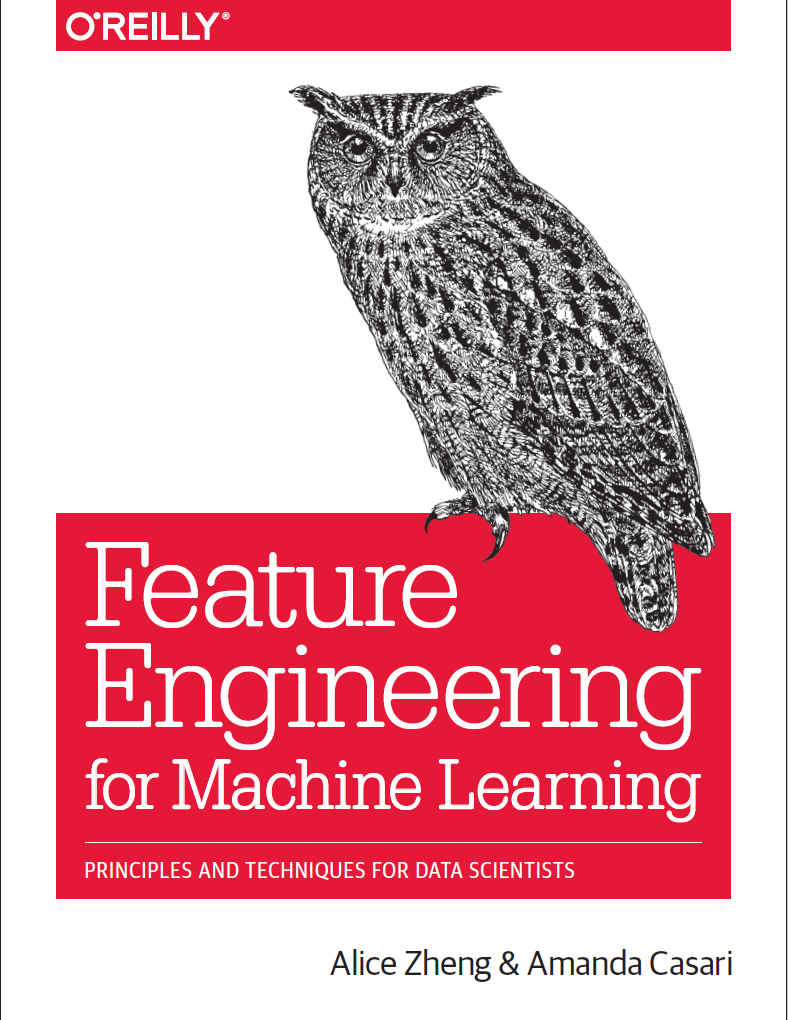 O'REILLY®
Feature
Engineering
for Machine Learning
PRINCIPLES AND TECHNIQUES FOR DATA SCIENTISTS
Alice Zheng & Amanda Casari